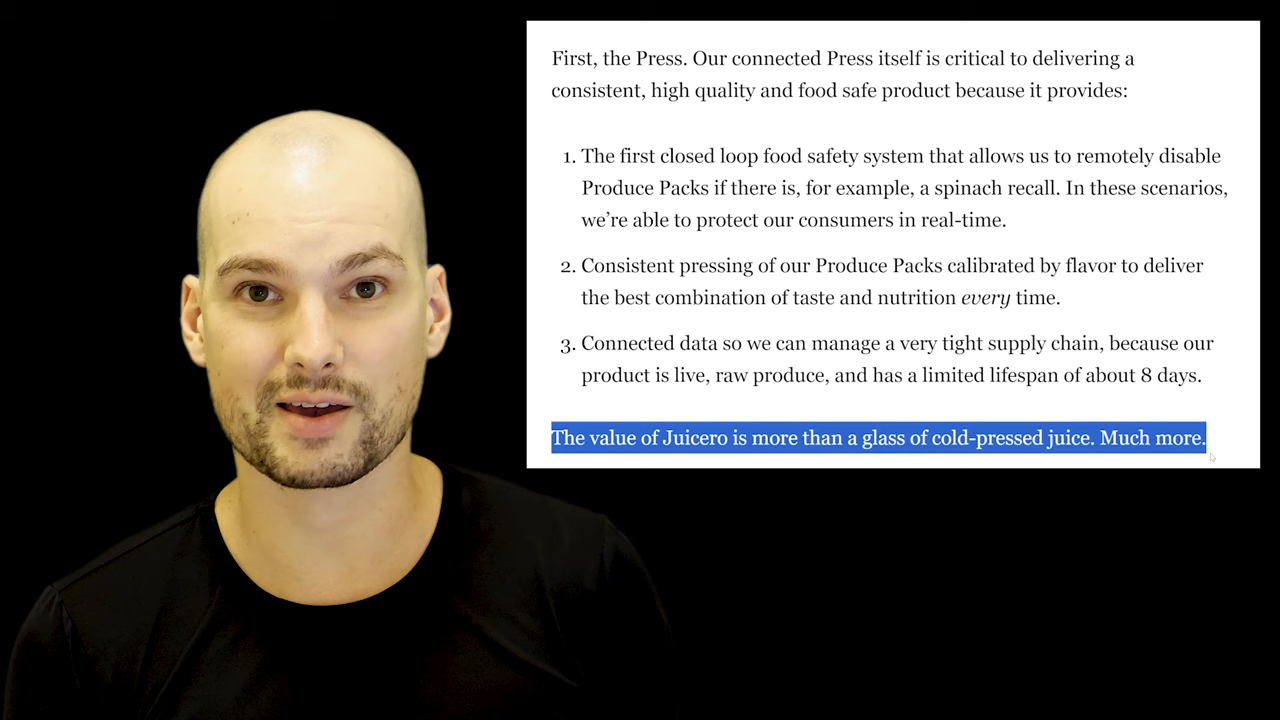 First, the Press. Our connected Press itself is critical to delivering a
consistent, high quality and food safe product because it provides:
1. The first closed loop food safety system that allows us to remotely disable
Produce Packs if there is, for example, a spinach recall. In these scenarios,
we’re able to protect our consumers in real-time.
2. Consistent pressing of our Produce Packs calibrated by flavor to deliver
the best combination of taste and nutrition every time.
3. Connected data so we can manage a very tight supply chain, because our
product is live, raw produce, and has a limited lifespan of about 8 days.
The value of Juicero is more than a glass of cold-pressed juice. Much more.